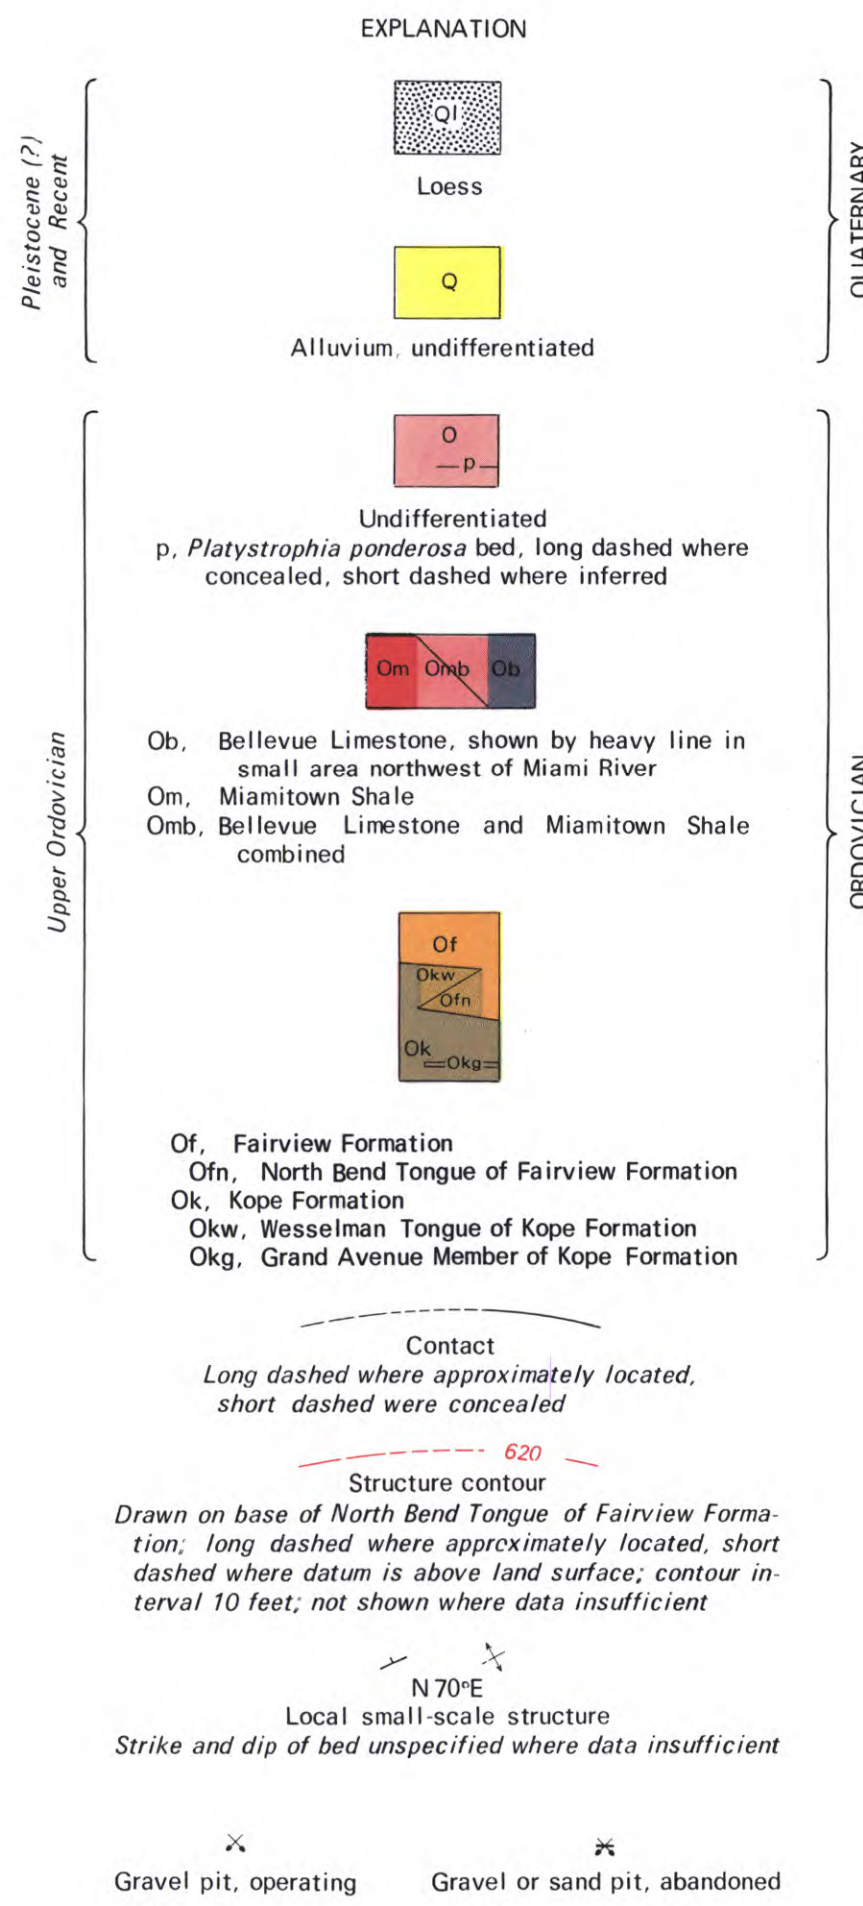 EXPLANATION
Pleistocene (?)
and Recent
QUATERNARY
Ql
Loess
Q
Alluvium, undifferentiated
Upper Ordovician
ORDOVICIAN
O
p
Undifferentiated
p, Platystrophia ponderosa bed, long dashed where
concealed, short dashed where inferred
Om Omb Ob
Ob, Bellevue Limestone, shown by heavy line in
small area northwest of Miami River
Om, Miamitown Shale
Omb, Bellevue Limestone and Miamitown Shale
combined
Of
Okw
Ofn
Ok
Okg
Of, Fairview Formation
Ofn, North Bend Tongue of Fairview Formation
Ok, Kope Formation
Okw, Wesselman Tongue of Kope Formation
Okg, Grand Avenue Member of Kope Formation
Contact
Long dashed where approximately located,
short dashed were concealed
620
Structure contour
Drawn on base of North Bend Tongue of Fairview Forma-
tion; long dashed where approximately located, short
dashed where datum is above land surface; contour in-
terval 10 feet; not shown where data insufficient
N 70°E
Local small-scale structure
Strike and dip of bed unspecified where data insufficient
Gravel pit, operating
Gravel or sand pit, abandoned